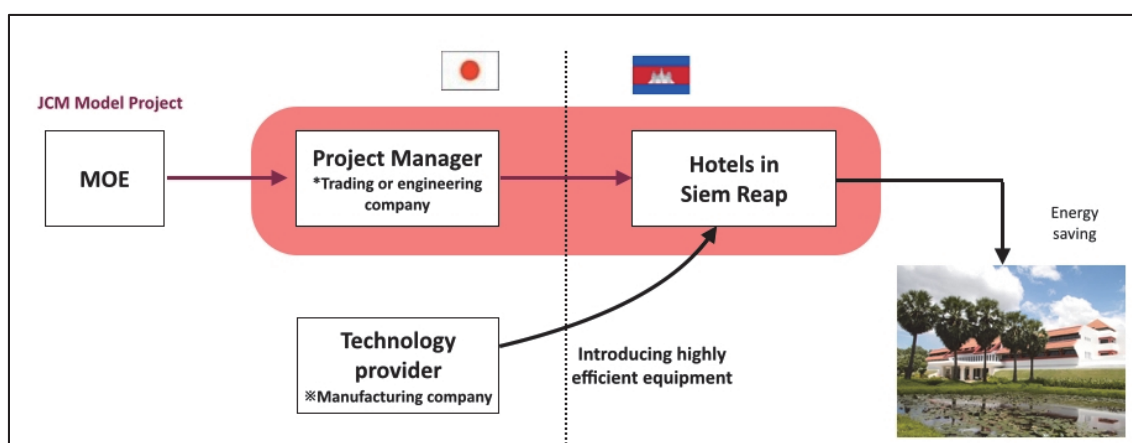 JCM Model Project
MOE
Project Manager
*Trading or engineering
company
Hotels in
Siem Reap
Energy
saving
Technology
provider
※Manufacturing company
Introducing highly
efficient equipment